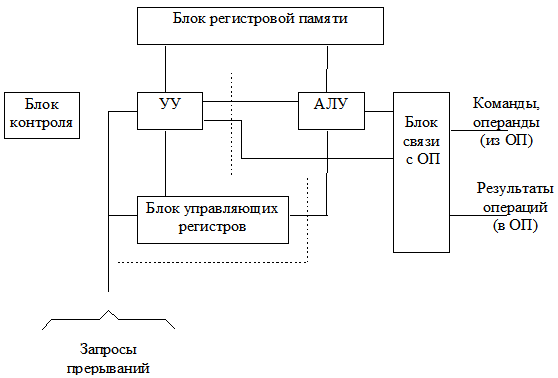 Блок регистровой памяти
Блок
контроля
УУ
АЛУ
Блок
связи
с ОП
Команды,
операнды
(из ОП)
Блок управляющих
регистров
Результаты
операций
(в ОП)
Запросы
прерываний